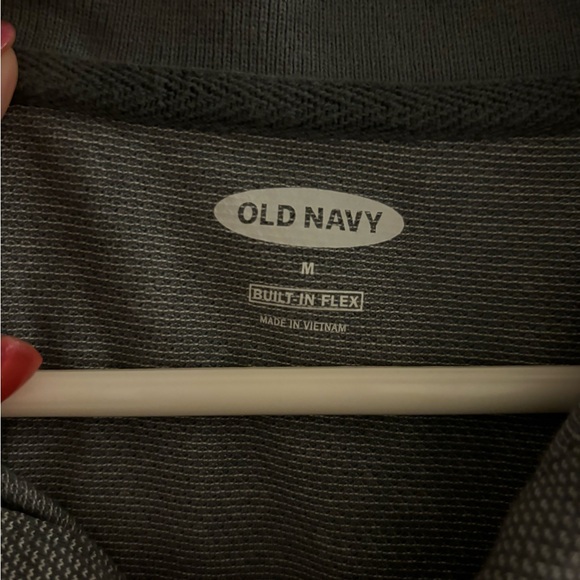 OLD NAVY
M
BUILT-IN FLEX
MADE IN VIETNAM